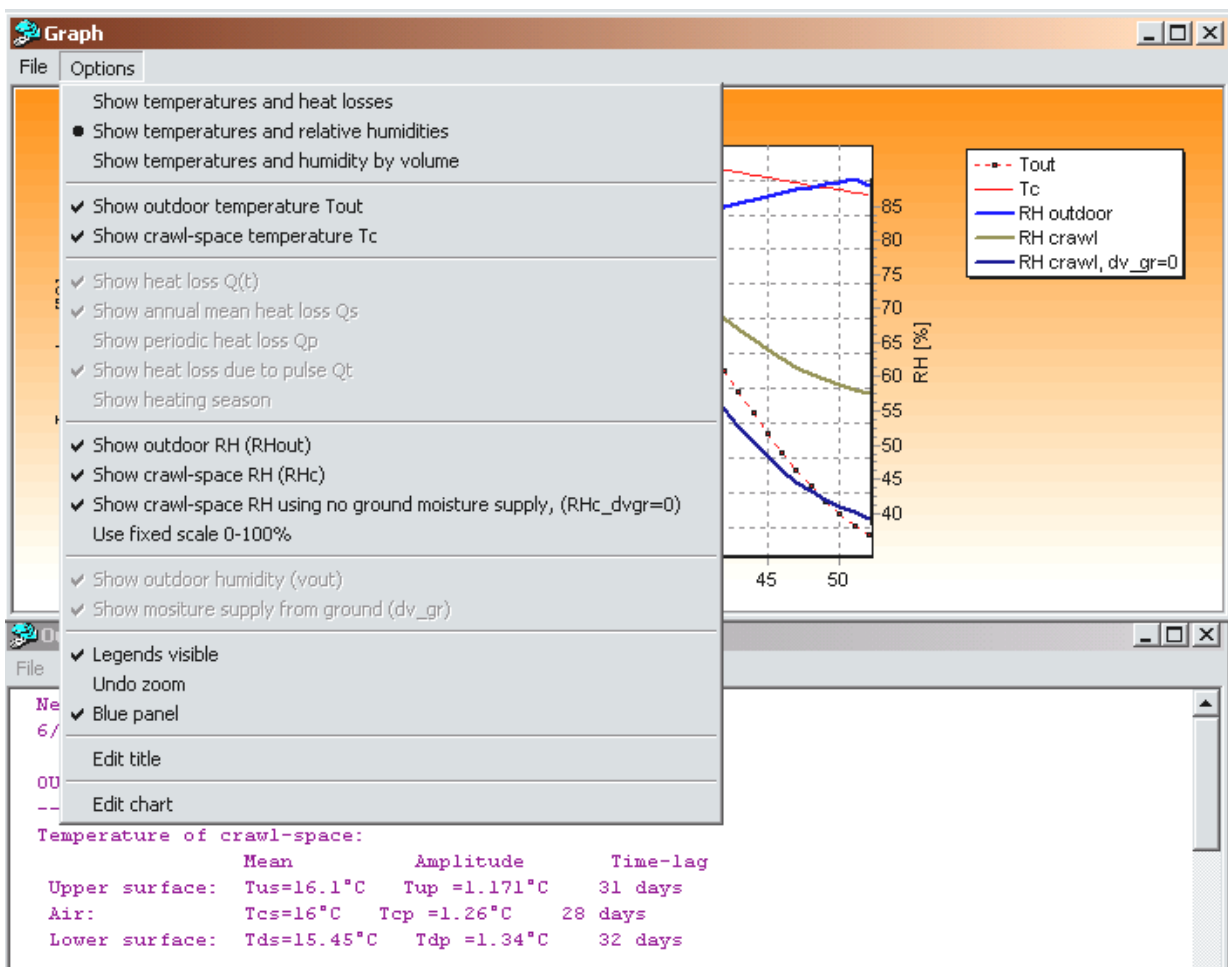 Graph
File Options
Show temperatures and heat losses
Show temperatures and relative humidities
Show temperatures and humidity by volume
Show outdoor temperature Tout
Show crawl-space temperature Tc
Show heat loss Q(t)
Show annual mean heat loss Qs
Show periodic heat loss Qp
Show heat loss due to pulse Qt
Show heating season
Show outdoor RH (RHout)
Show crawl-space RH (RHc)
Show crawl-space RH using no ground moisture supply, (RHc_dvgr=0)
Use fixed scale 0-100%
Show outdoor humidity (vout)
Show mositure supply from ground (dv_gr)
Legends visible
Undo zoom
Blue panel
Edit title
Edit chart
85
80
75
70
65
60
55
50
45
40
RH [%]
45 50
Tout
Tc
RH outdoor
RH crawl
RH crawl, dv_gr=0
File
Ne
6/
OU
--
Temperature of crawl-space:
Mean Amplitude Time-lag
Upper surface: Tus=16.1°C Tup =1.171°C 31 days
Air: Tcs=16°C Tcp =1.26°C 28 days
Lower surface: Tds=15.45°C Tdp =1.34°C 32 days